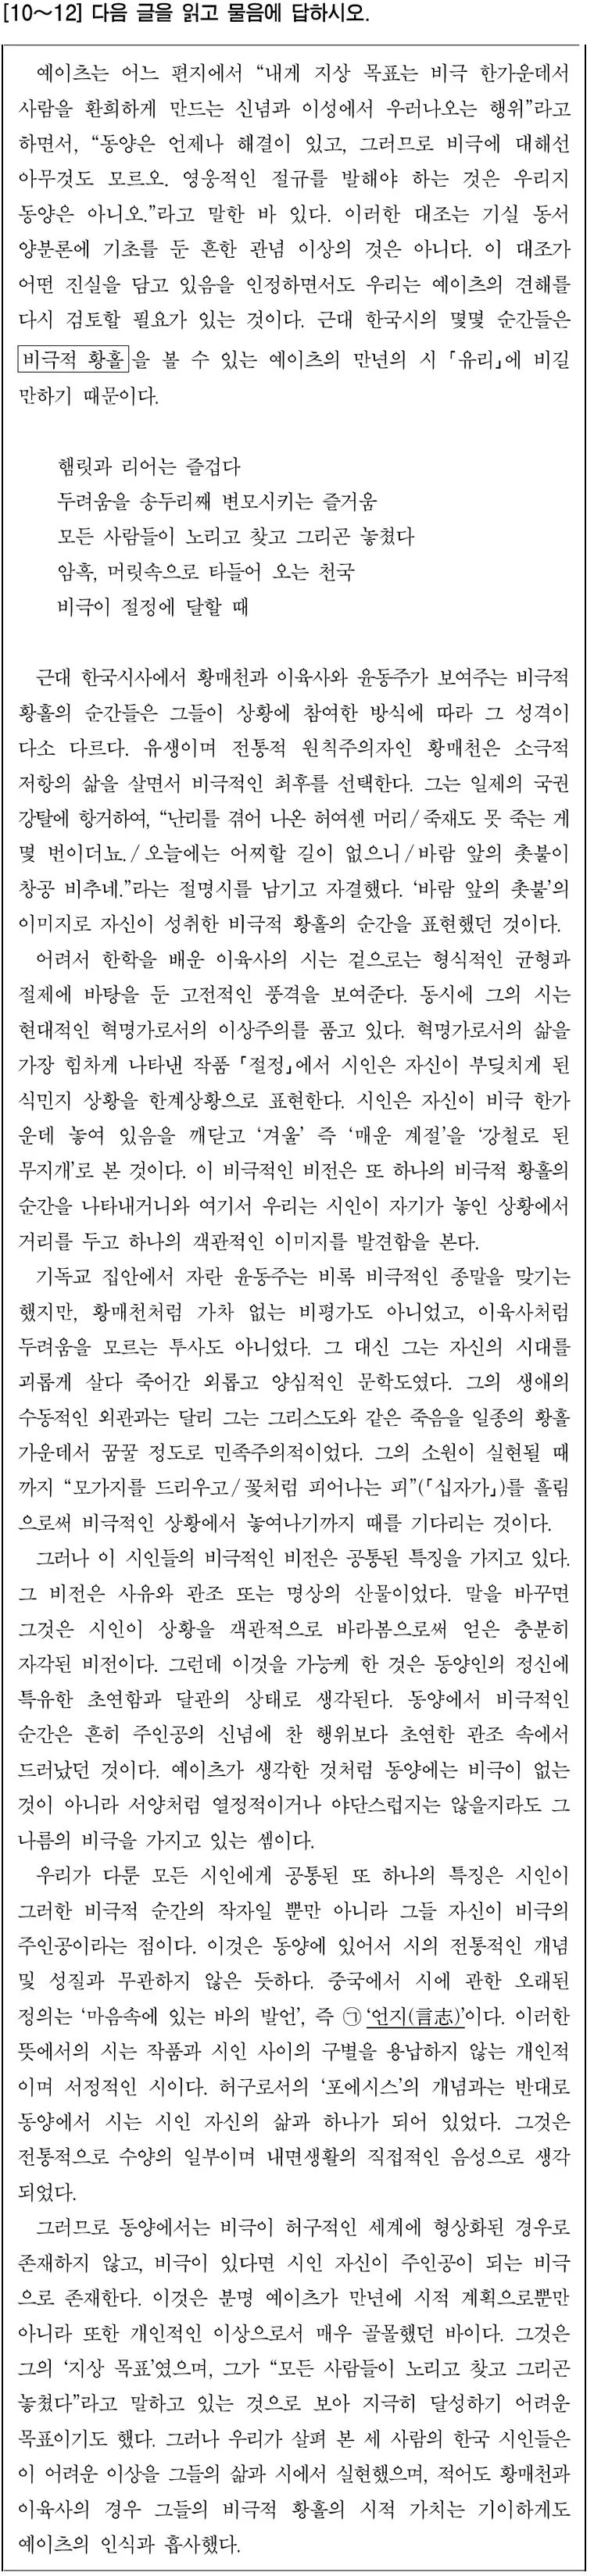 [10～12] 다음 글을 읽고 물음에 답하시오.
예이츠는 어느 편지에서 “내게 지상 목표는 비극 한가운데서
사람을 환희하게 만드는 신념과 이성에서 우러나오는 행위”라고
하면서, “동양은 언제나 해결이 있고, 그러므로 비극에 대해선
아무것도 모르오. 영웅적인 절규를 발해야 하는 것은 우리지
동양은 아니오.”라고 말한 바 있다. 이러한 대조는 기실 동서
양분론에 기초를 둔 흔한 관념 이상의 것은 아니다. 이 대조가
어떤 진실을 담고 있음을 인정하면서도 우리는 예이츠의 견해를
다시 검토할 필요가 있는 것이다. 근대 한국시의 몇몇 순간들은
비극적 황홀을 볼 수 있는 예이츠의 만년의 시 「유리」에 비길
만하기 때문이다.
햄릿과 리어는 즐겁다
두려움을 송두리째 변모시키는 즐거움
모든 사람들이 노리고 찾고 그리곤 놓쳤다
암흑, 머릿속으로 타들어 오는 천국
비극이 절정에 달할 때
근대 한국시사에서 황매천과 이육사와 윤동주가 보여주는 비극적
황홀의 순간들은 그들이 상황에 참여한 방식에 따라 그 성격이
다소 다르다. 유생이며 전통적 원칙주의자인 황매천은 소극적
저항의 삶을 살면서 비극적인 최후를 선택한다. 그는 일제의 국권
강탈에 항거하여, “난리를 겪어 나온 허여센 머리/죽재도 못 죽는 게
몇 번이더뇨./오늘에는 어찌할 길이 없으니/바람 앞의 촛불이
창공 비추네.”라는 절명시를 남기고 자결했다. ‘바람 앞의 촛불’의
이미지로 자신이 성취한 비극적 황홀의 순간을 표현했던 것이다.
어려서 한학을 배운 이육사의 시는 겉으로는 형식적인 균형과
절제에 바탕을 둔 고전적인 풍격을 보여준다. 동시에 그의 시는
현대적인 혁명가로서의 이상주의를 품고 있다. 혁명가로서의 삶을
가장 힘차게 나타낸 작품 「절정」에서 시인은 자신이 부딪치게 된
식민지 상황을 한계상황으로 표현한다. 시인은 자신이 비극 한가
운데 놓여 있음을 깨닫고 ‘겨울’ 즉 ‘매운 계절’을 ‘강철로 된
무지개’로 본 것이다. 이 비극적인 비전은 또 하나의 비극적 황홀의
순간을 나타내거니와 여기서 우리는 시인이 자기가 놓인 상황에서
거리를 두고 하나의 객관적인 이미지를 발견함을 본다.
기독교 집안에서 자란 윤동주는 비록 비극적인 종말을 맞기는
했지만, 황매천처럼 가차 없는 비평가도 아니었고, 이육사처럼
두려움을 모르는 투사도 아니었다. 그 대신 그는 자신의 시대를
괴롭게 살다 죽어간 외롭고 양심적인 문학도였다. 그의 생애의
수동적인 외관과는 달리 그는 그리스도와 같은 죽음을 일종의 황홀
가운데서 꿈꿀 정도로 민족주의적이었다. 그의 소원이 실현될 때
까지 “모가지를 드리우고/꽃처럼 피어나는 피”(「십자가」)를 흘림
으로써 비극적인 상황에서 놓여나기까지 때를 기다리는 것이다.
그러나 이 시인들의 비극적인 비전은 공통된 특징을 가지고 있다.
그 비전은 사유와 관조 또는 명상의 산물이었다. 말을 바꾸면
그것은 시인이 상황을 객관적으로 바라봄으로써 얻은 충분히
자각된 비전이다. 그런데 이것을 가능케 한 것은 동양인의 정신에
특유한 초연함과 달관의 상태로 생각된다. 동양에서 비극적인
순간은 흔히 주인공의 신념에 찬 행위보다 초연한 관조 속에서
드러났던 것이다. 예이츠가 생각한 것처럼 동양에는 비극이 없는
것이 아니라 서양처럼 열정적이거나 야단스럽지는 않을지라도 그
나름의 비극을 가지고 있는 셈이다.
우리가 다룬 모든 시인에게 공통된 또 하나의 특징은 시인이
그러한 비극적 순간의 작자일 뿐만 아니라 그들 자신이 비극의
주인공이라는 점이다. 이것은 동양에 있어서 시의 전통적인 개념
및 성질과 무관하지 않은 듯하다. 중국에서 시에 관한 오래된
정의는 ‘마음속에 있는 바의 발언’, 즉 ㉠ ‘언지(言志)’이다. 이러한
뜻에서의 시는 작품과 시인 사이의 구별을 용납하지 않는 개인적
이며 서정적인 시이다. 허구로서의 ‘포에시스’의 개념과는 반대로
동양에서 시는 시인 자신의 삶과 하나가 되어 있었다. 그것은
전통적으로 수양의 일부이며 내면생활의 직접적인 음성으로 생각
되었다.
그러므로 동양에서는 비극이 허구적인 세계에 형상화된 경우로
존재하지 않고, 비극이 있다면 시인 자신이 주인공이 되는 비극
으로 존재한다. 이것은 분명 예이츠가 만년에 시적 계획으로뿐만
아니라 또한 개인적인 이상으로서 매우 골몰했던 바이다. 그것은
그의 ‘지상 목표’였으며, 그가 “모든 사람들이 노리고 찾고 그리곤
놓쳤다”라고 말하고 있는 것으로 보아 지극히 달성하기 어려운
목표이기도 했다. 그러나 우리가 살펴 본 세 사람의 한국 시인들은
이 어려운 이상을 그들의 삶과 시에서 실현했으며, 적어도 황매천과
이육사의 경우 그들의 비극적 황홀의 시적 가치는 기이하게도
예이츠의 인식과 흡사했다.